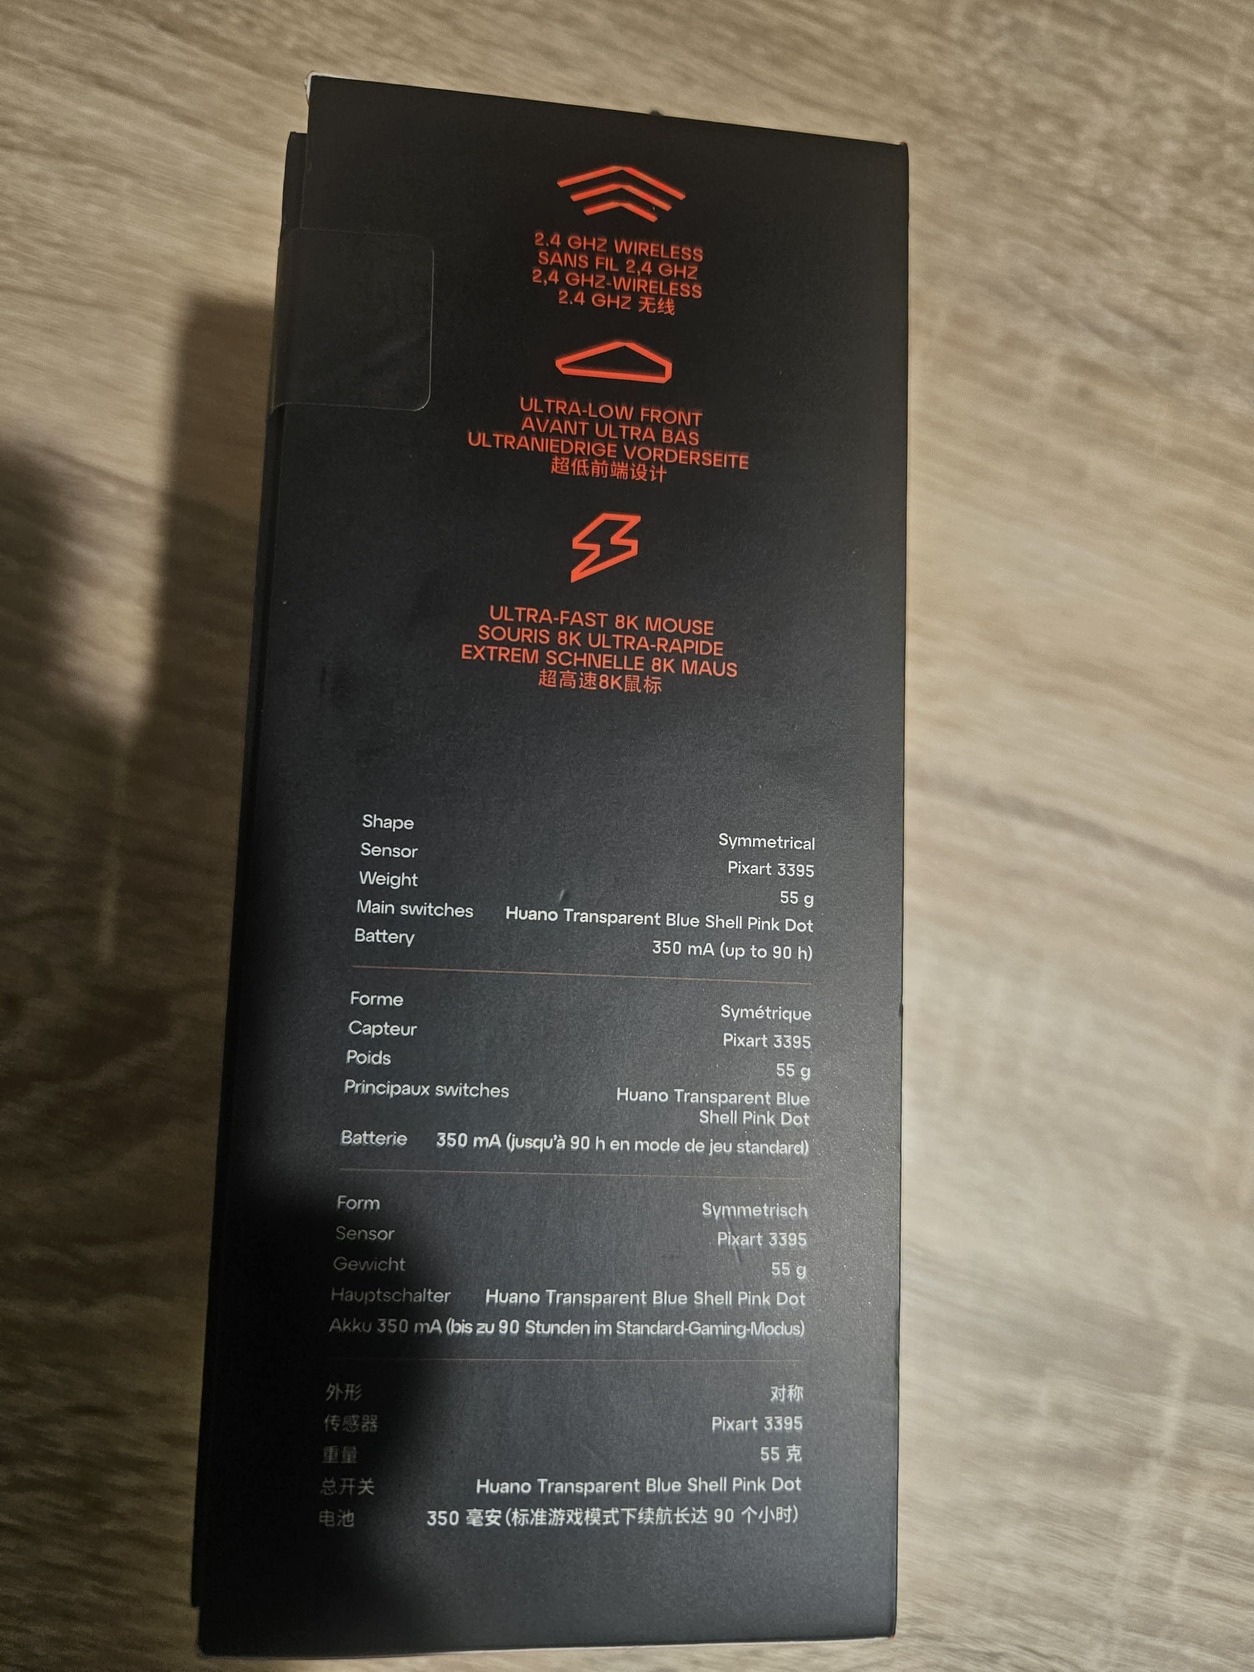 2.4 GHZ WIRELESS
SANS FIL 2,4 GHZ
2,4 GHZ-WIRELESS
2.4 GHZ 无线
ULTRA-LOW FRONT
AVANT ULTRA BAS
ULTRANIEDRIGE VORDERSEITE
超低前端设计
ULTRA-FAST 8K MOUSE
SOURIS 8K ULTRA-RAPIDE
EXTREM SCHNELLE 8K MAUS
超高速8K鼠标
Shape Symmetrical
Sensor Pixart 3395
Weight 55 g
Main switches Huano Transparent Blue Shell Pink Dot
Battery 350 mA (up to 90 h)
Forme Symétrique
Capteur Pixart 3395
Poids 55 g
Principaux switches Huano Transparent Blue
Shell Pink Dot
Batterie 350 mA (jusqu'à 90 h en mode de jeu standard)
Form Symmetrisch
Sensor Pixart 3395
Gewicht 55 g
Hauptschalter Huano Transparent Blue Shell Pink Dot
Akku 350 mA (bis zu 90 Stunden im Standard-Gaming-Modus)
外形 对称
传感器 Pixart 3395
重量 55 克
总开关 Huano Transparent Blue Shell Pink Dot
电池 350 毫安 (标准游戏模式下续航长达 90 个小时)